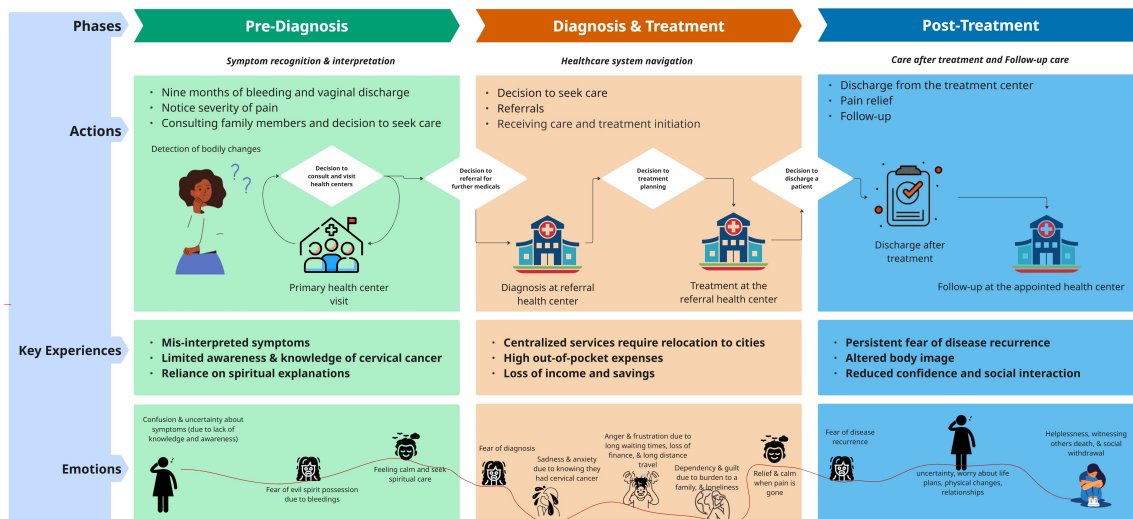 Phases
Pre-Diagnosis
Diagnosis & Treatment
Post-Treatment
Symptom recognition & interpretation
Healthcare system navigation
Care after treatment and Follow-up care
Actions
• Nine months of bleeding and vaginal discharge
• Notice severity of pain
• Consulting family members and decision to seek care
Detection of bodily changes
??
Decision to
consult and visit
health centers
Primary health center
visit
• Decision to seek care
• Referrals
• Receiving care and treatment initiation
Decision to
referral for
further medicals
Diagnosis at referral
health center
Decision to
treatment
planning
Treatment at the
referral health center
Decision to
discharge a
patient
• Discharge from the treatment center
• Pain relief
• Follow-up
Discharge after
treatment
Follow-up at the appointed health center
Key Experiences
• Mis-interpreted symptoms
• Limited awareness & knowledge of cervical cancer
• Reliance on spiritual explanations
• Centralized services require relocation to cities
• High out-of-pocket expenses
• Loss of income and savings
• Persistent fear of disease recurrence
• Altered body image
• Reduced confidence and social interaction
Emotions
Confusion & uncertainty about
symptoms (due to lack of
knowledge and awareness)
Fear of evil spirit possession
due to bleedings
Feeling calm and seek
spiritual care
Fear of diagnosis
Sadness & anxiety
due to knowing they
had cervical cancer
Anger & frustration due to
long waiting times, loss of
finance, & long distance
travel
Dependency & guilt
due to burden to a
family, & loneliness
Relief & calm
when pain is
gone
Fear of disease
recurrence
uncertainty, worry about life
plans, physical changes,
relationships
Helplessness, witnessing
others death, & social
withdrawal